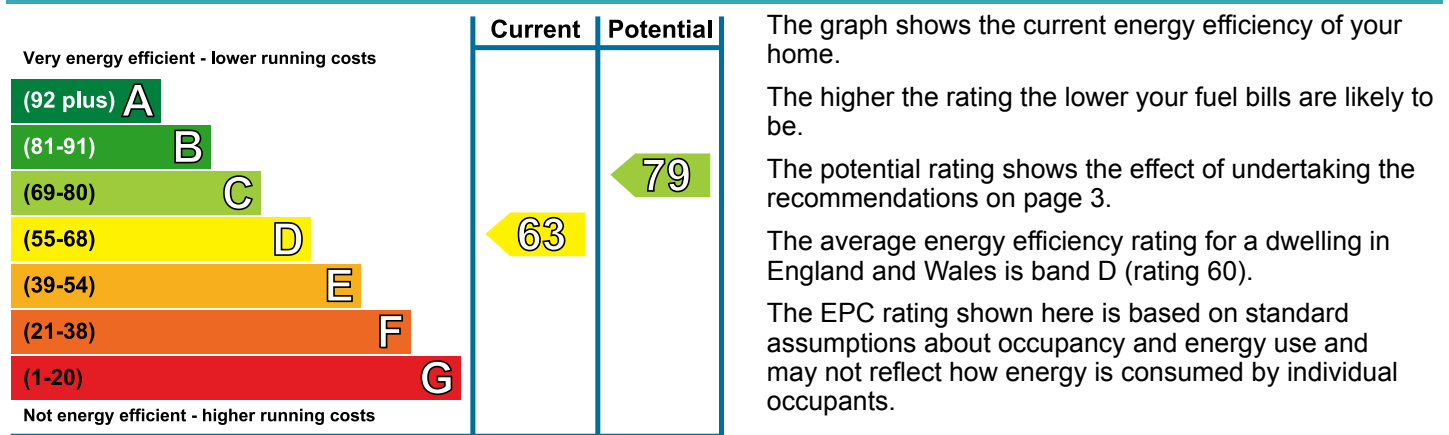 Current Potential
Very energy efficient - lower running costs
(92 plus) A
(81-91) B
(69-80) C
79
(55-68) D
63
(39-54) E
(21-38) F
(1-20) G
Not energy efficient - higher running costs
The graph shows the current energy efficiency of your
home.
The higher the rating the lower your fuel bills are likely to
be.
The potential rating shows the effect of undertaking the
recommendations on page 3.
The average energy efficiency rating for a dwelling in
England and Wales is band D (rating 60).
The EPC rating shown here is based on standard
assumptions about occupancy and energy use and
may not reflect how energy is consumed by individual
occupants.